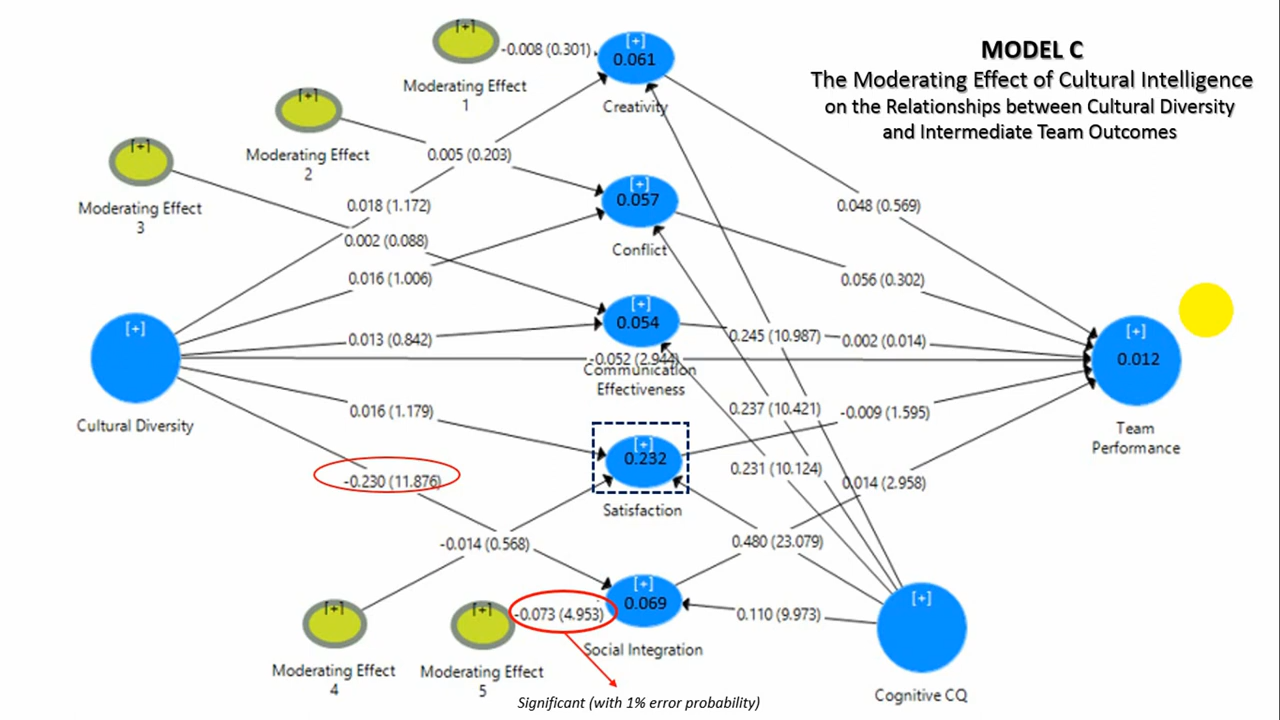 MODEL C
The Moderating Effect of Cultural Intelligence
on the Relationships between Cultural Diversity
and Intermediate Team Outcomes
[+]
-0.008 (0.301)
[+]
0.061
Moderating Effect
1
Creativity
[+]
Moderating Effect
2
0.005 (0.203)
[+]
Moderating Effect
3
[+]
0.057
Conflict
0.018 (1.172)
0.048 (0.569)
0.002 (0.088)
0.016 (1.006)
0.056 (0.302)
[+]
Cultural Diversity
0.013 (0.842)
[+]
0.054
Communication
Effectiveness
-0.052 (2.944)
0.245 (10.987)
0.002 (0.014)
[+]
0.012
Team
Performance
0.016 (1.179)
0.237 (10.421)
-0.009 (1.595)
[+]
0.232
Satisfaction
-0.230 (11.876)
0.231 (10.124)
0.014 (2.958)
-0.014 (0.568)
0.480 (23.079)
[+]
Moderating Effect
4
[+]
Moderating Effect
5
-0.073 (4.953)
[+]
0.069
Social Integration
0.110 (9.973)
[+]
Cognitive CQ
Significant (with 1% error probability)